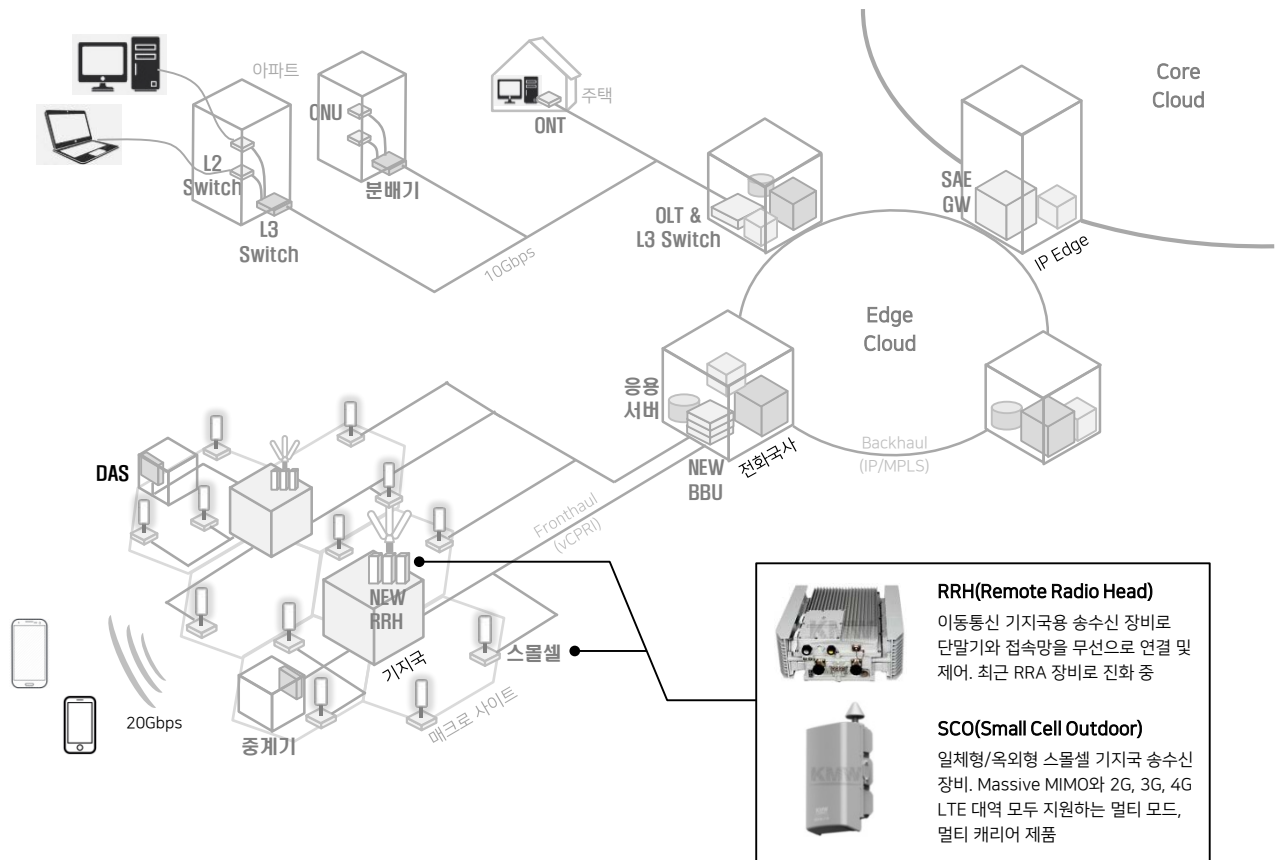 아파트
ONU
주택
ONT
L2
Switch
분배기
L3
Switch
10Gbps
OLT &
L3 Switch
Core
Cloud
SAE
GW
IP Edge
Edge
Cloud
응용
서버
NEW
BBU
전화국사
Backhaul
(IP/MPLS)
DAS
Fronthaul
(vCPRi)
NEW
RRH
기지국
스몰셀
매크로 사이트
중계기
20Gbps
RRH(Remote Radio Head)
이동통신 기지국용 송수신 장비로
단말기와 접속망을 무선으로 연결 및
제어. 최근 RRA 장비로 진화 중
SCO(Small Cell Outdoor)
일체형/옥외형 스몰셀 기지국 송수신
장비. Massive MIMO와 2G, 3G, 4G
LTE 대역 모두 지원하는 멀티 모드,
멀티 캐리어 제품
KMW